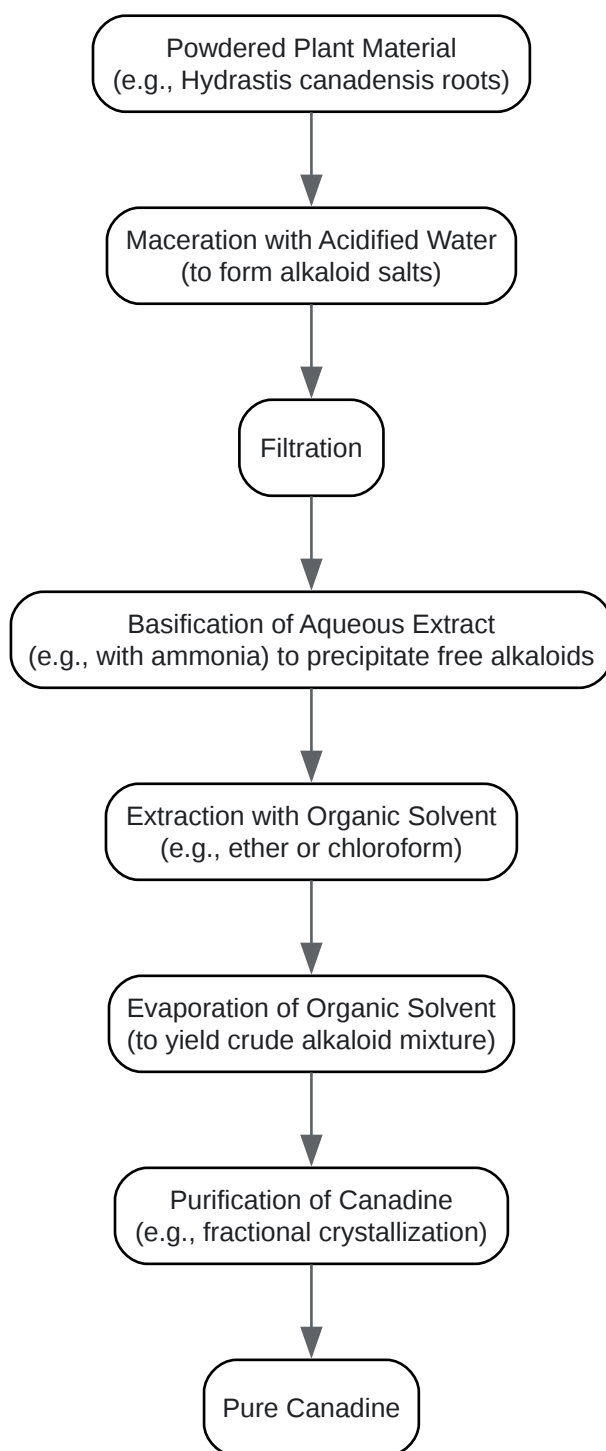 Powdered Plant Material
(e.g., Hydrastis canadensis roots)
Maceration with Acidified Water
(to form alkaloid salts)
Filtration
Basification of Aqueous Extract
(e.g., with ammonia) to precipitate free alkaloids
Extraction with Organic Solvent
(e.g., ether or chloroform)
Evaporation of Organic Solvent
(to yield crude alkaloid mixture)
Purification of Canadine
(e.g., fractional crystallization)
Pure Canadine